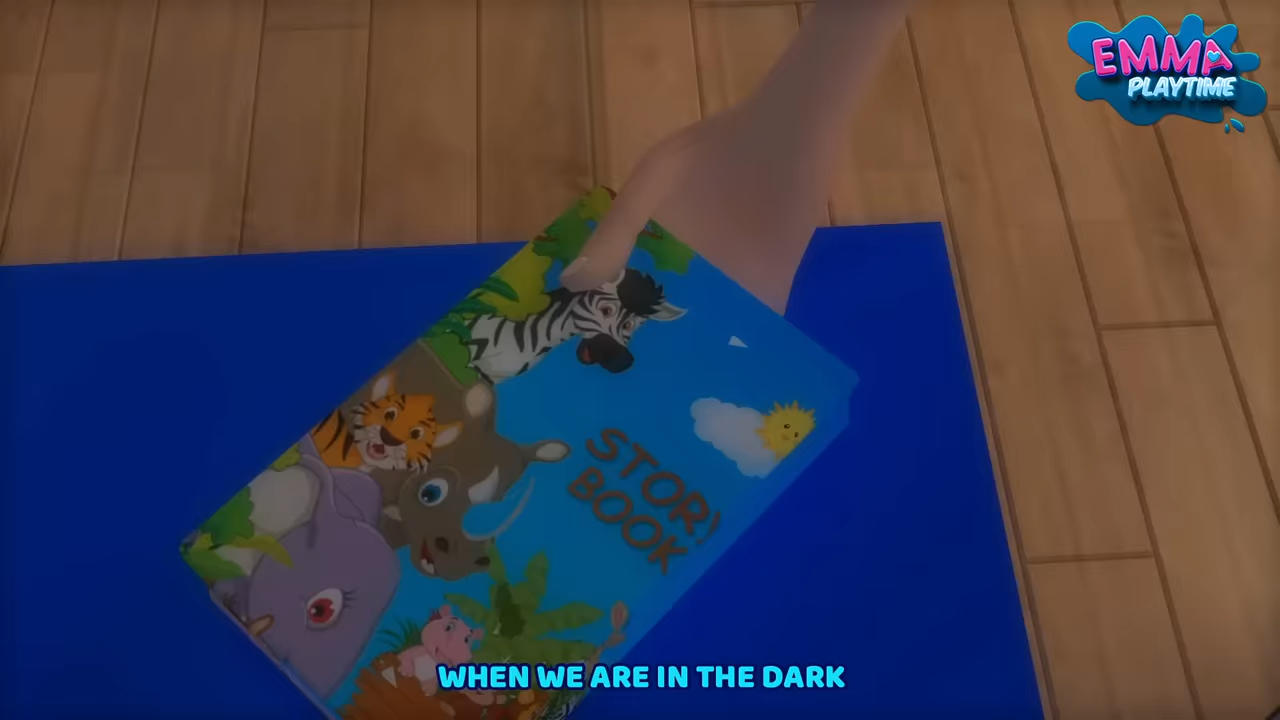 EMMA
PLAYTIME
STORY
BOOK
WHEN WE ARE IN THE DARK